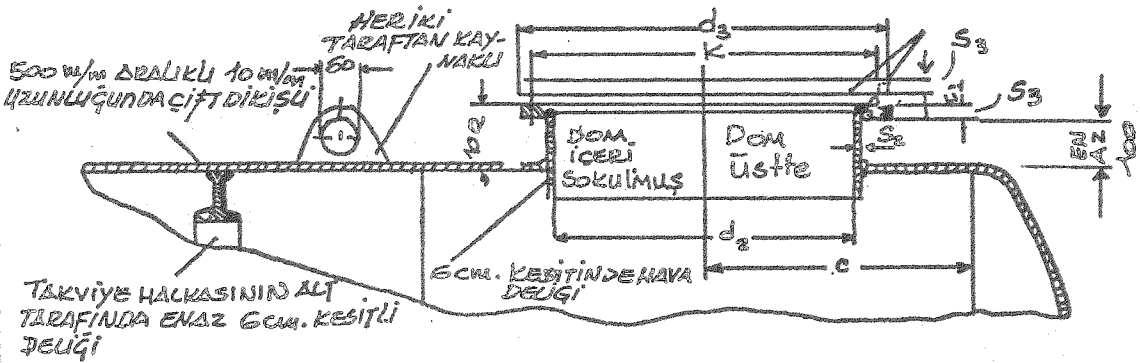 HERİKİ
TARAFTAN KAY-
NAKLI
60
500 m/m ARALIKLI 10 m/m
UZUNLUĞUNDA ÇİFT DİKİŞLİ
d₃
K
S₃
S₃
S₂
EN
AZ
100
DOM
İÇERİ
SOKULMUŞ
DOM
üstte
d₂
e
6cm. KESİTİNDE HAVA
DELİĞİ
TAKVİYE HALKASININ ALT
TARAFINDA ENAZ 6cm. KESİTLİ
DELİĞİ